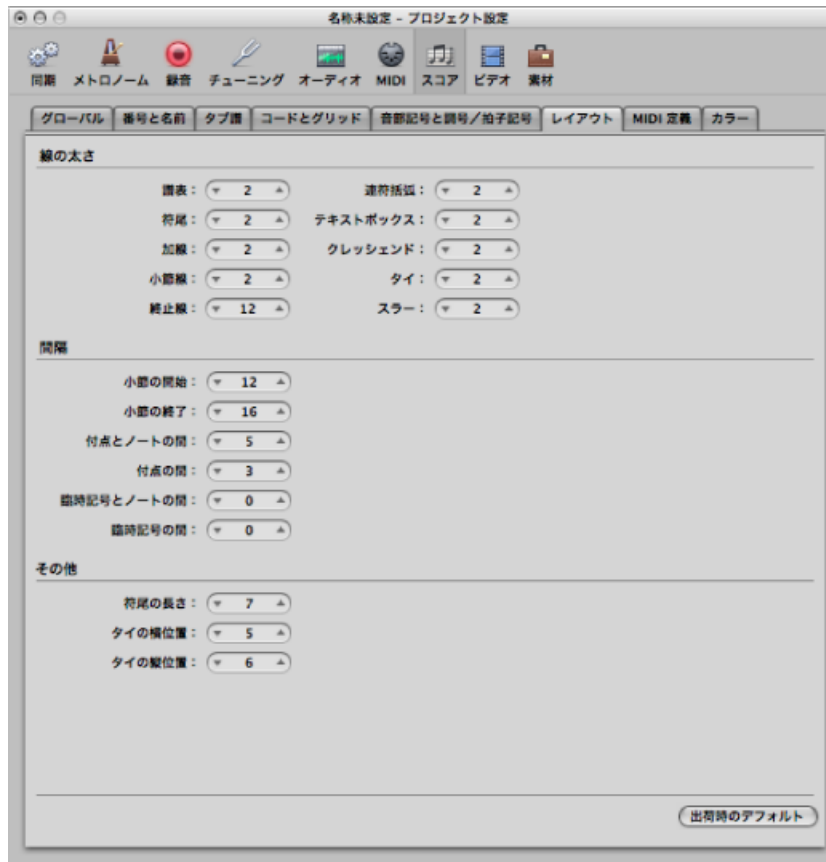 名称未設定 – プロジェクト設定
同期 メトロノーム 録音 チューニング オーディオ MIDI スコア ビデオ 素材
グローバル 番号と名前 タブ譜 コードとグリッド 音部記号と調号／拍子記号 レイアウト MIDI 定義 カラー
線の太さ
譜表： 2 連符括弧： 2
符尾： 2 テキストボックス： 2
加線： 2 クレッシェンド： 2
小節線： 2 タイ： 2
終止線： 12 スラー： 2
間隔
小節の開始： 12
小節の終了： 16
付点とノートの間： 5
付点の間： 3
臨時記号とノートの間： 0
臨時記号の間： 0
その他
符尾の長さ： 7
タイの横位置： 5
タイの縦位置： 6
出荷時のデフォルト